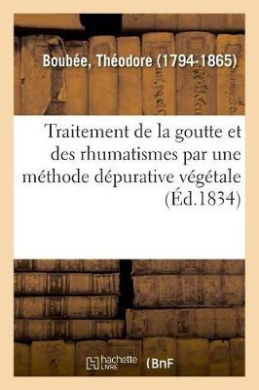 Boubée, Théodore (1794-1865)
Traitement de la goutte et des rhumatismes par une
méthode dépurative végétale
(Éd.1834)
hachette
LIVRE
{BnF